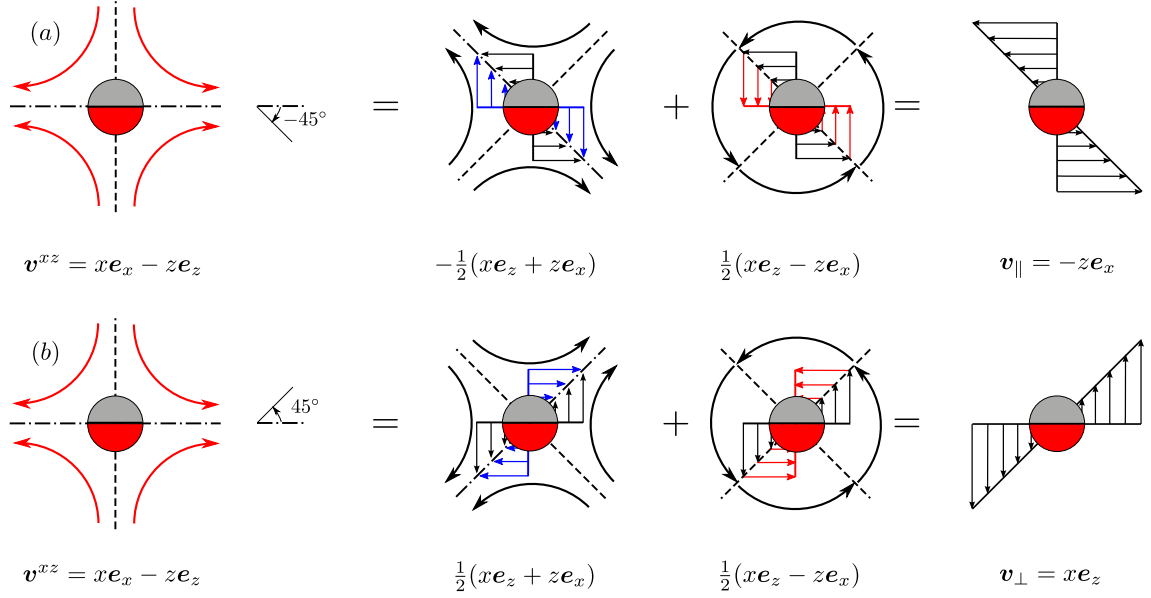 (a)
−45°
= + =
𝒗^{xz} = x𝒆_x − z𝒆_z
−½(x𝒆_z + z𝒆_x)
½(x𝒆_z − z𝒆_x)
𝒗_∥ = −z𝒆_x
(b)
45°
= + =
𝒗^{xz} = x𝒆_x − z𝒆_z
½(x𝒆_z + z𝒆_x)
½(x𝒆_z − z𝒆_x)
𝒗_⊥ = x𝒆_z